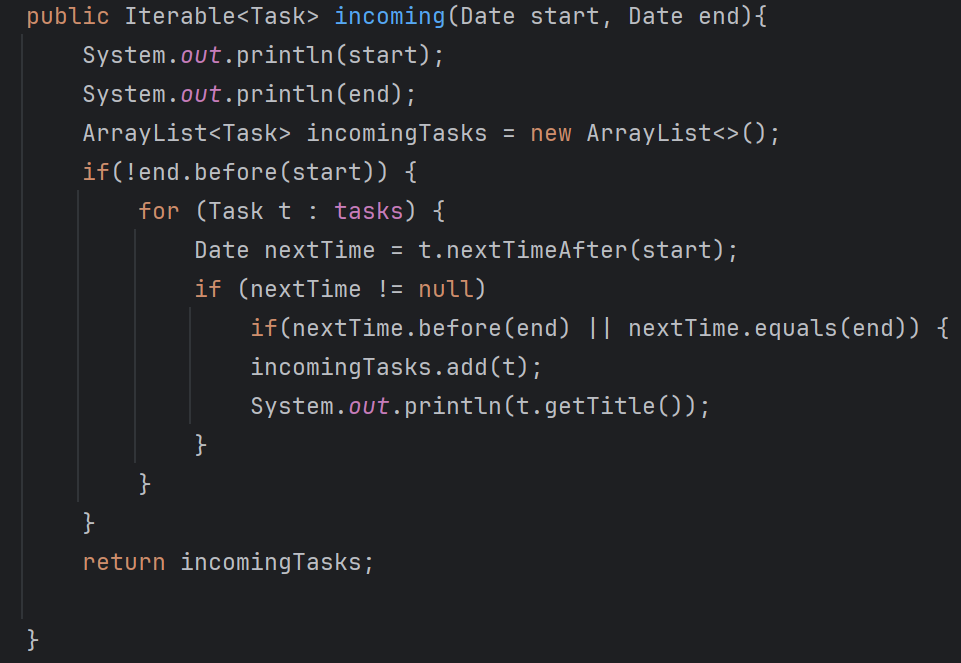 public Iterable<Task> incoming(Date start, Date end){
    System.out.println(start);
    System.out.println(end);
    ArrayList<Task> incomingTasks = new ArrayList<>();
    if(!end.before(start)) {
        for (Task t : tasks) {
            Date nextTime = t.nextTimeAfter(start);
            if (nextTime != null)
                if(nextTime.before(end) || nextTime.equals(end)) {
                incomingTasks.add(t);
                System.out.println(t.getTitle());
            }
        }
    }
    return incomingTasks;

}